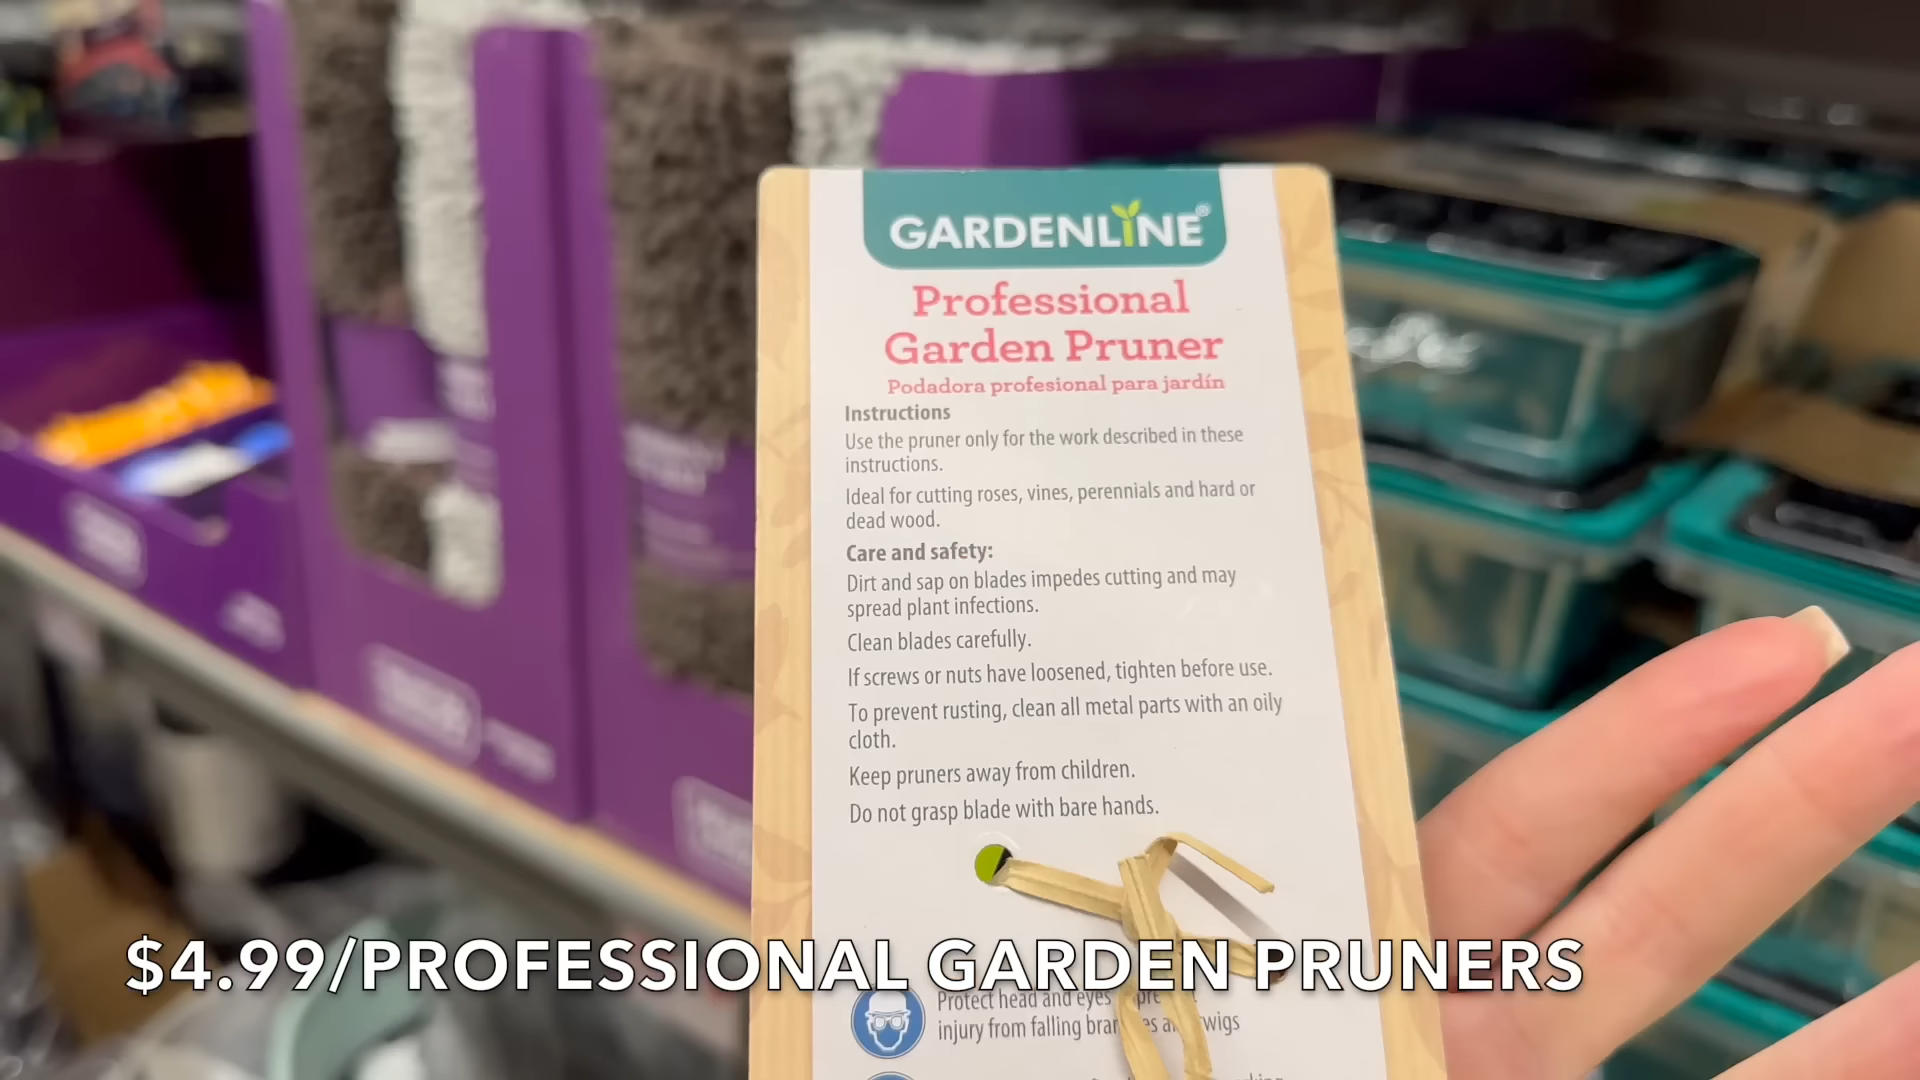 GARDENLINE®
Professional
Garden Pruner
Podadora profesional para jardín
Instructions
Use the pruner only for the work described in these
instructions.
Ideal for cutting roses, vines, perennials and hard or
dead wood.
Care and safety:
Dirt and sap on blades impedes cutting and may
spread plant infections.
Clean blades carefully.
If screws or nuts have loosened, tighten before use.
To prevent rusting, clean all metal parts with an oily
cloth.
Keep pruners away from children.
Do not grasp blade with bare hands.
$4.99/PROFESSIONAL GARDEN PRUNERS
Protect head and eyes
injury from falling